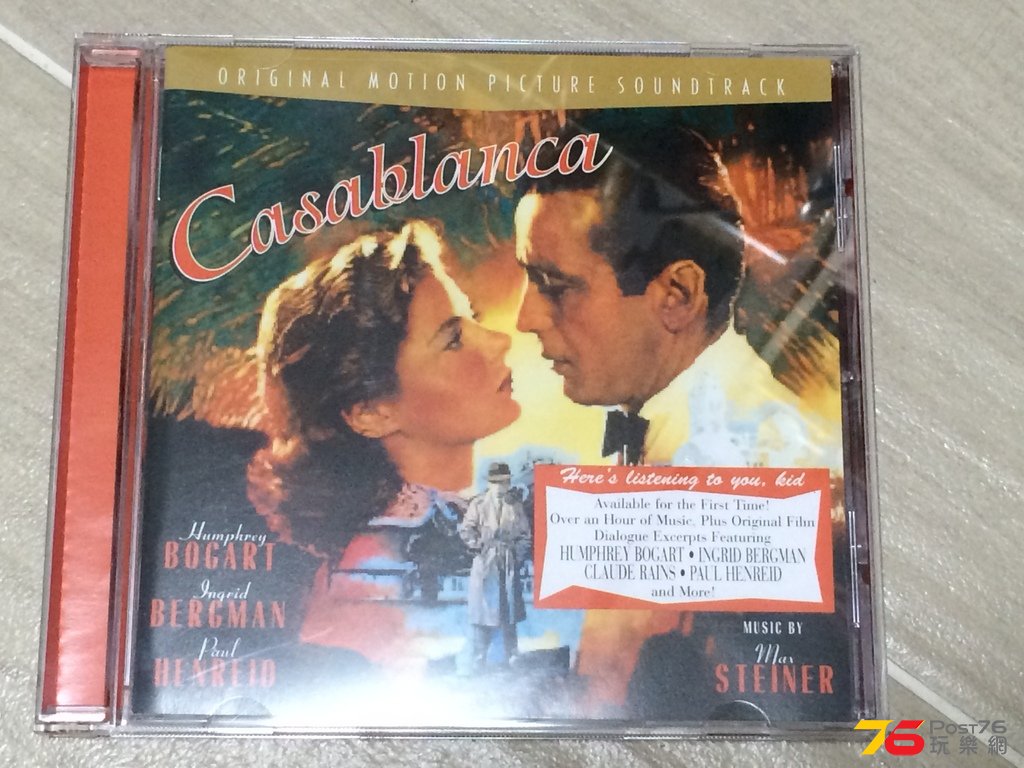 ORIGINAL MOTION PICTURE SOUNDTRACK
Casablanca
Here's listening to you, kid
Available for the First Time!
Over an Hour of Music, Plus Original Film
Dialogue Excerpts Featuring
HUMPHREY BOGART • INGRID BERGMAN
CLAUDE RAINS • PAUL HENREID
and More!
Humphrey
BOGART
Ingrid
BERGMAN
Paul
HENREID
MUSIC BY
Max
STEINER
76 Post76
玩樂網